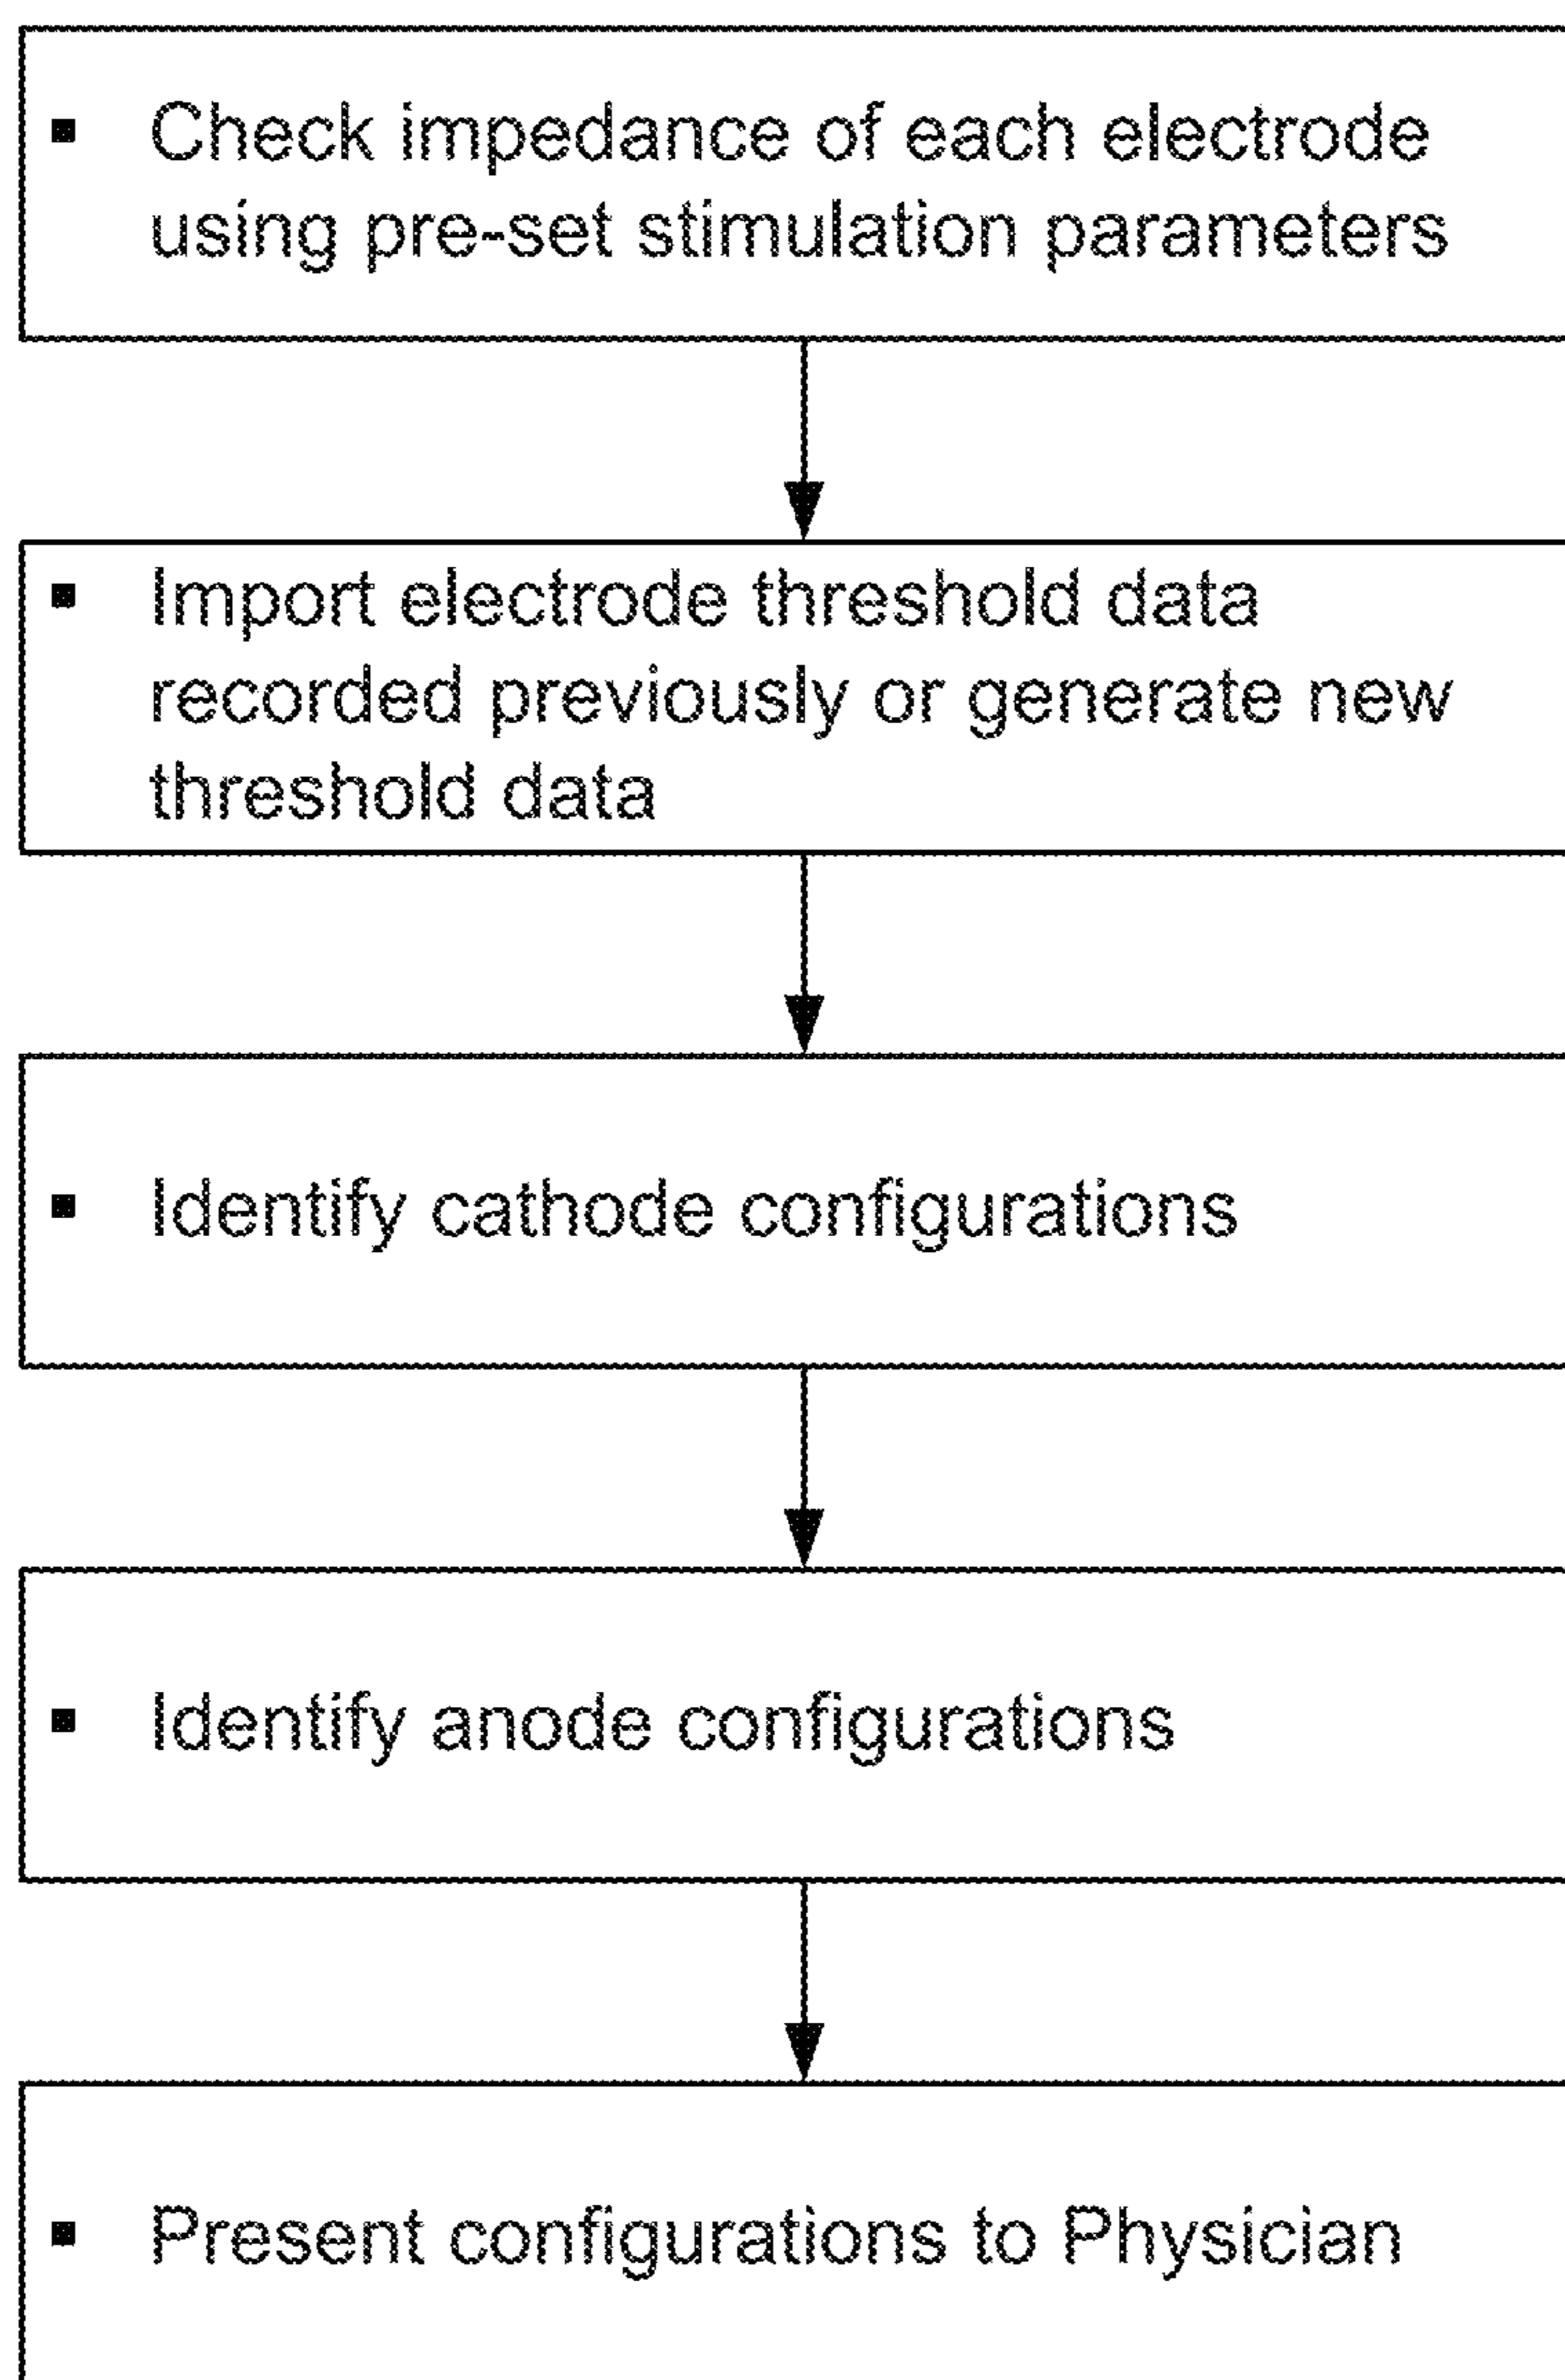 ▪ Check impedance of each electrode
using pre-set stimulation parameters
▪ Import electrode threshold data
recorded previously or generate new
threshold data
▪ Identify cathode configurations
▪ Identify anode configurations
▪ Present configurations to Physician